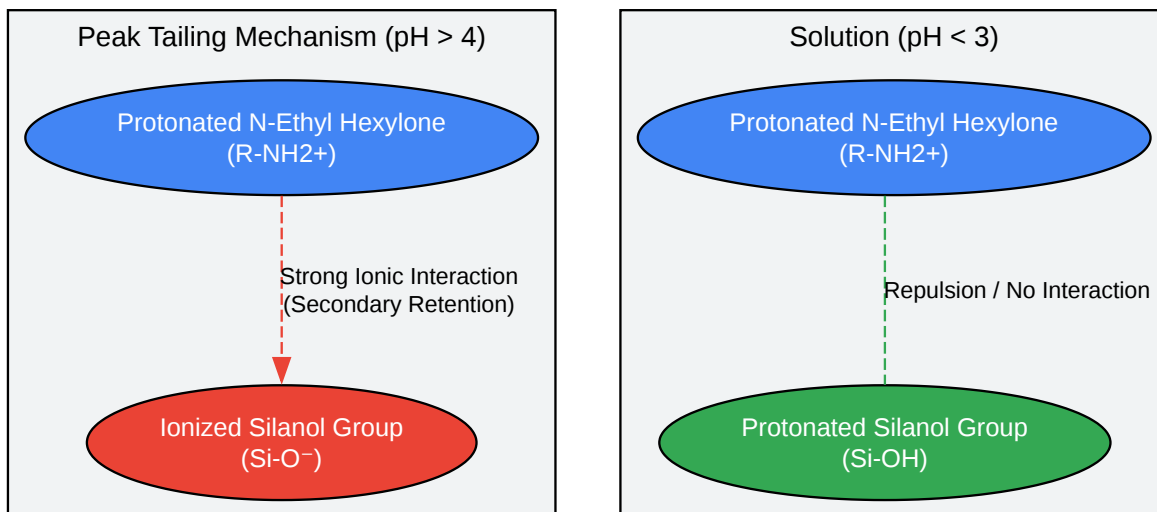 Peak Tailing Mechanism (pH > 4)
Protonated N-Ethyl Hexylone
(R-NH2+)
Strong Ionic Interaction
(Secondary Retention)
Ionized Silanol Group
(Si-O⁻)
Solution (pH < 3)
Protonated N-Ethyl Hexylone
(R-NH2+)
Repulsion / No Interaction
Protonated Silanol Group
(Si-OH)